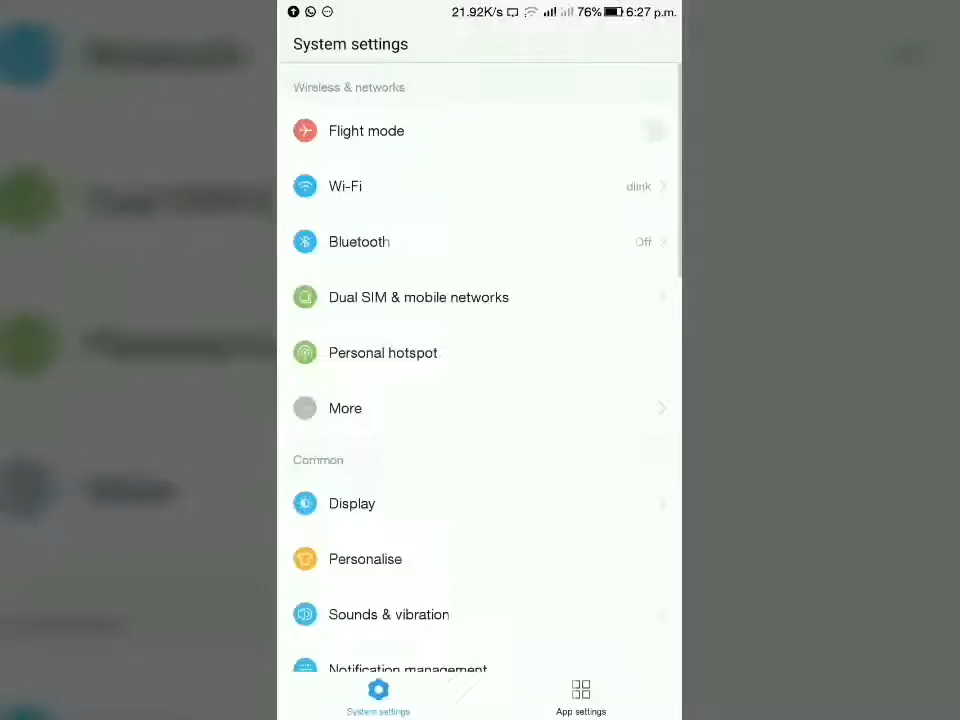 21.92K/s 76% 6:27 p.m.
System settings
Wireless & networks
Flight mode
Wi-Fi dlink
Bluetooth Off
Dual SIM & mobile networks
Personal hotspot
More
Common
Display
Personalise
Sounds & vibration
Notification management
System settings App settings